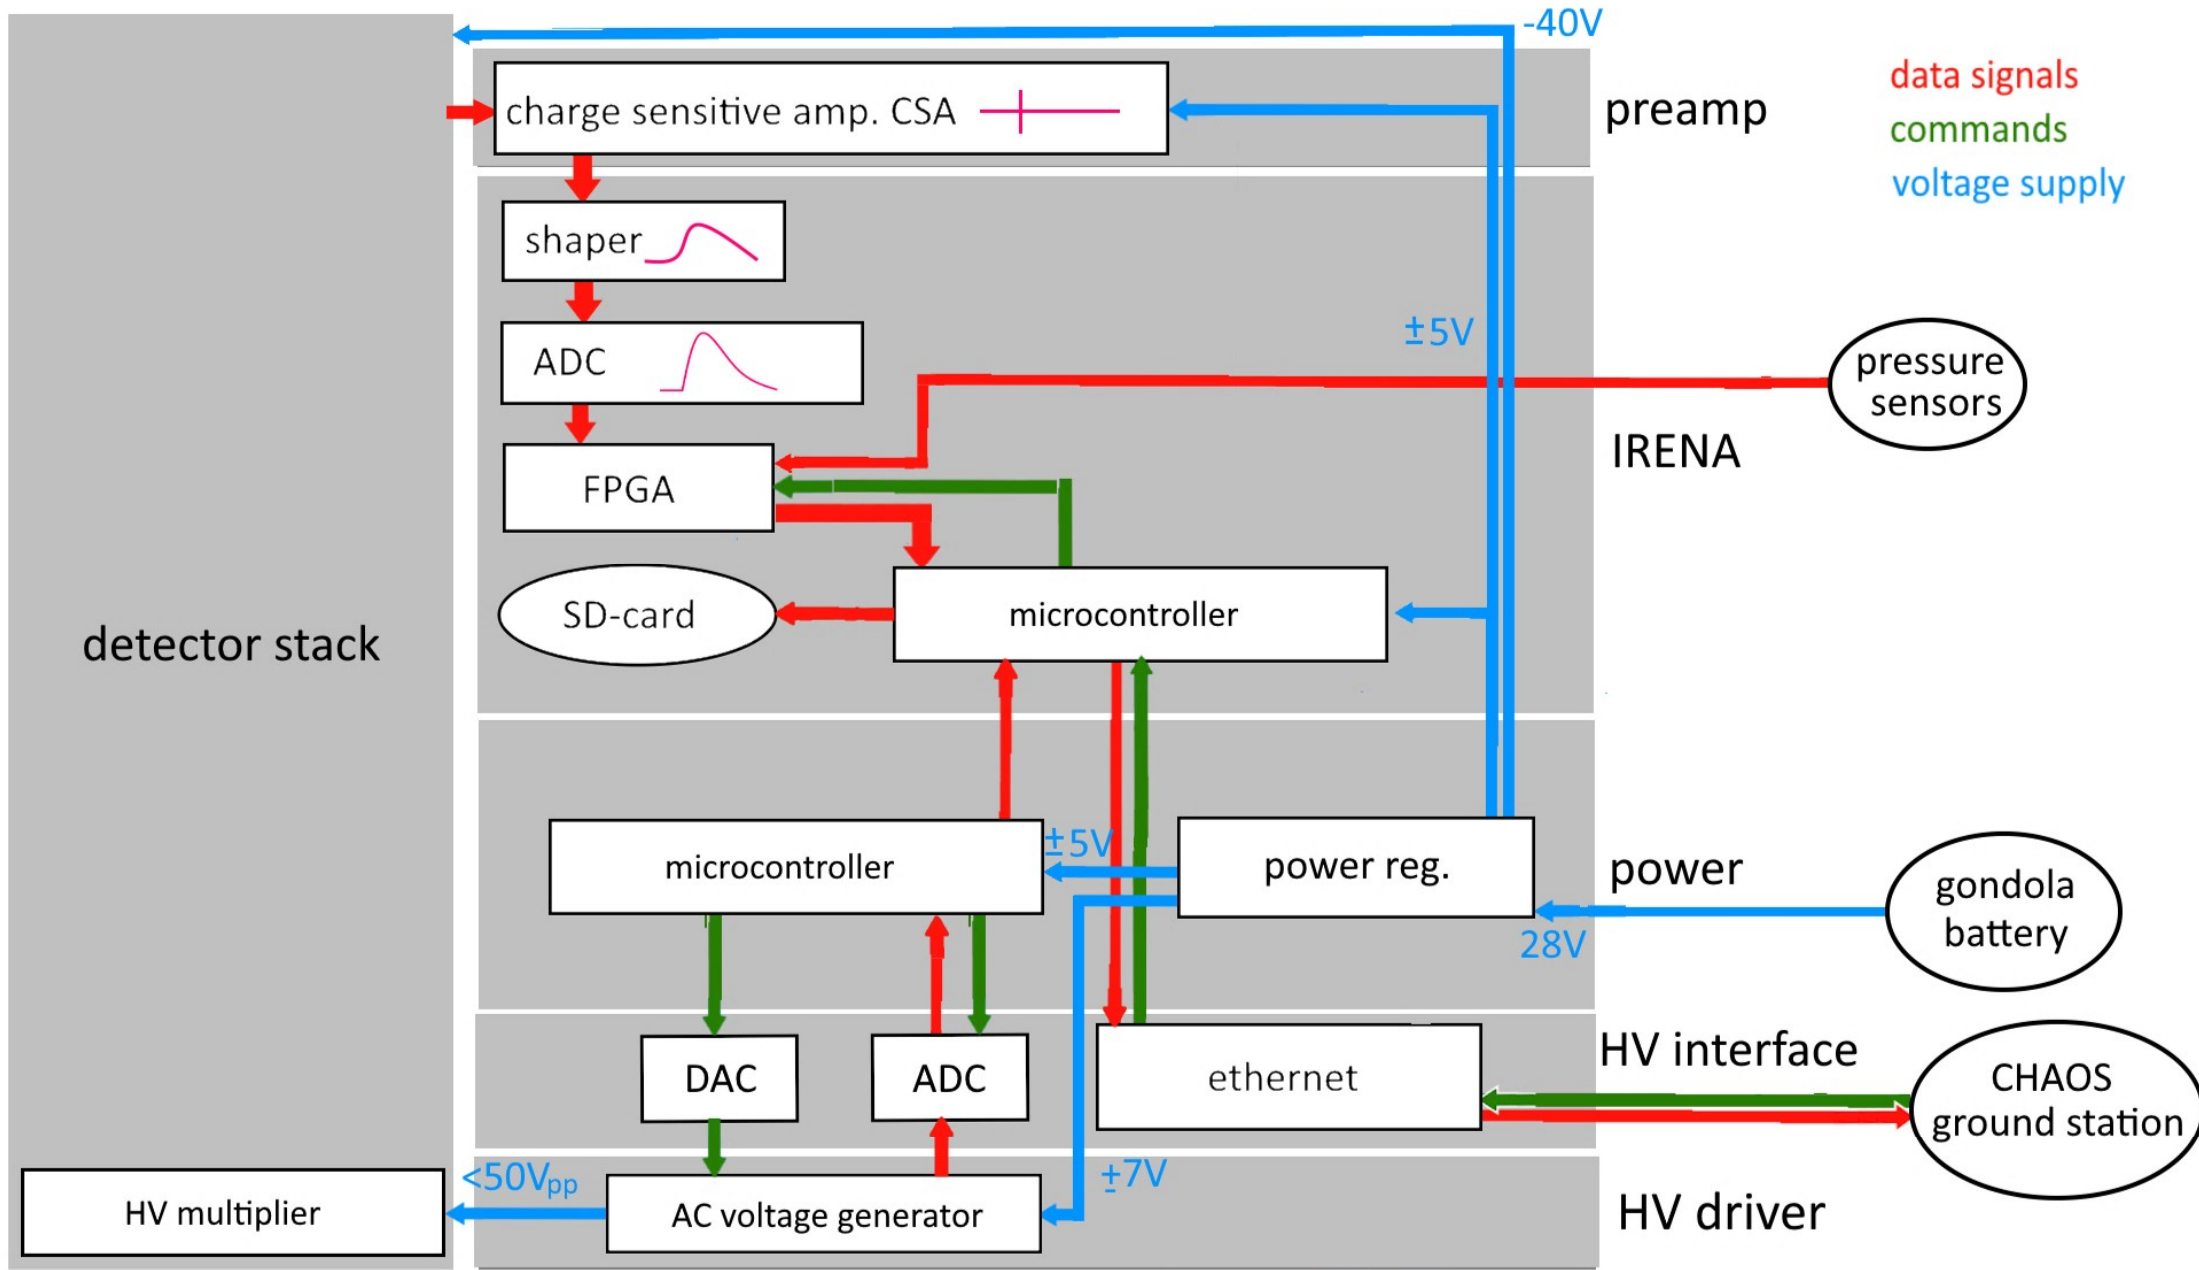 -40V
data signals
charge sensitive amp. CSA
preamp
commands
voltage supply
shaper
±5V
ADC
pressure
sensors
IRENA
FPGA
SD-card
microcontroller
detector stack
microcontroller
±5V
power reg.
power
gondola
battery
28V
DAC
ADC
ethernet
HV interface
CHAOS
ground station
<50Vpp
±7V
HV multiplier
AC voltage generator
HV driver